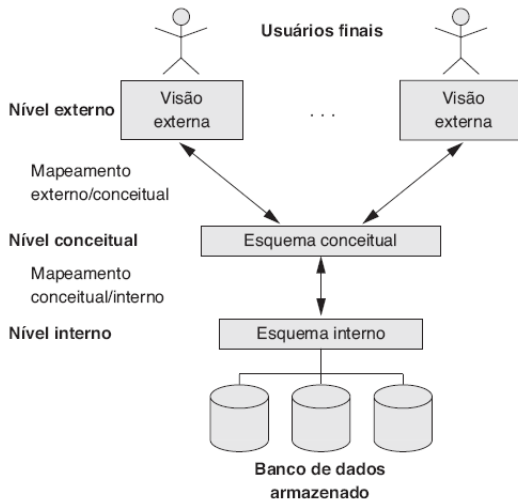 Usuários finais
Nível externo
Visão
externa
. . .
Visão
externa
Mapeamento
externo/conceitual
Nível conceitual
Esquema conceitual
Mapeamento
conceitual/interno
Nível interno
Esquema interno
Banco de dados
armazenado